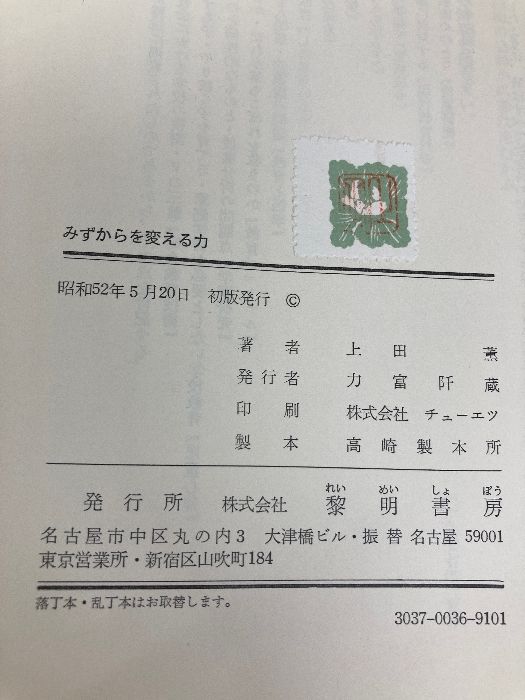 みずからを変える力
昭和52年5月20日 初版発行 ©
著者 上田 薫
発行者 力富阡蔵
印刷 株式会社 チューエツ
製本 高崎製本所
発行所 株式会社 黎明書房
れい めい しょ ぼう
名古屋市中区丸の内3 大津橋ビル・振替 名古屋 59001
東京営業所・新宿区山吹町184
落丁本・乱丁本はお取替します。
3037-0036-9101